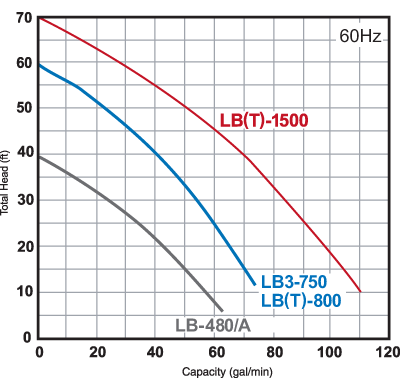 60Hz
Total Head (ft)
70
60
50
40
30
20
10
0
LB(T)-1500
LB3-750
LB(T)-800
LB-480/A
0 20 40 60 80 100 120
Capacity (gal/min)